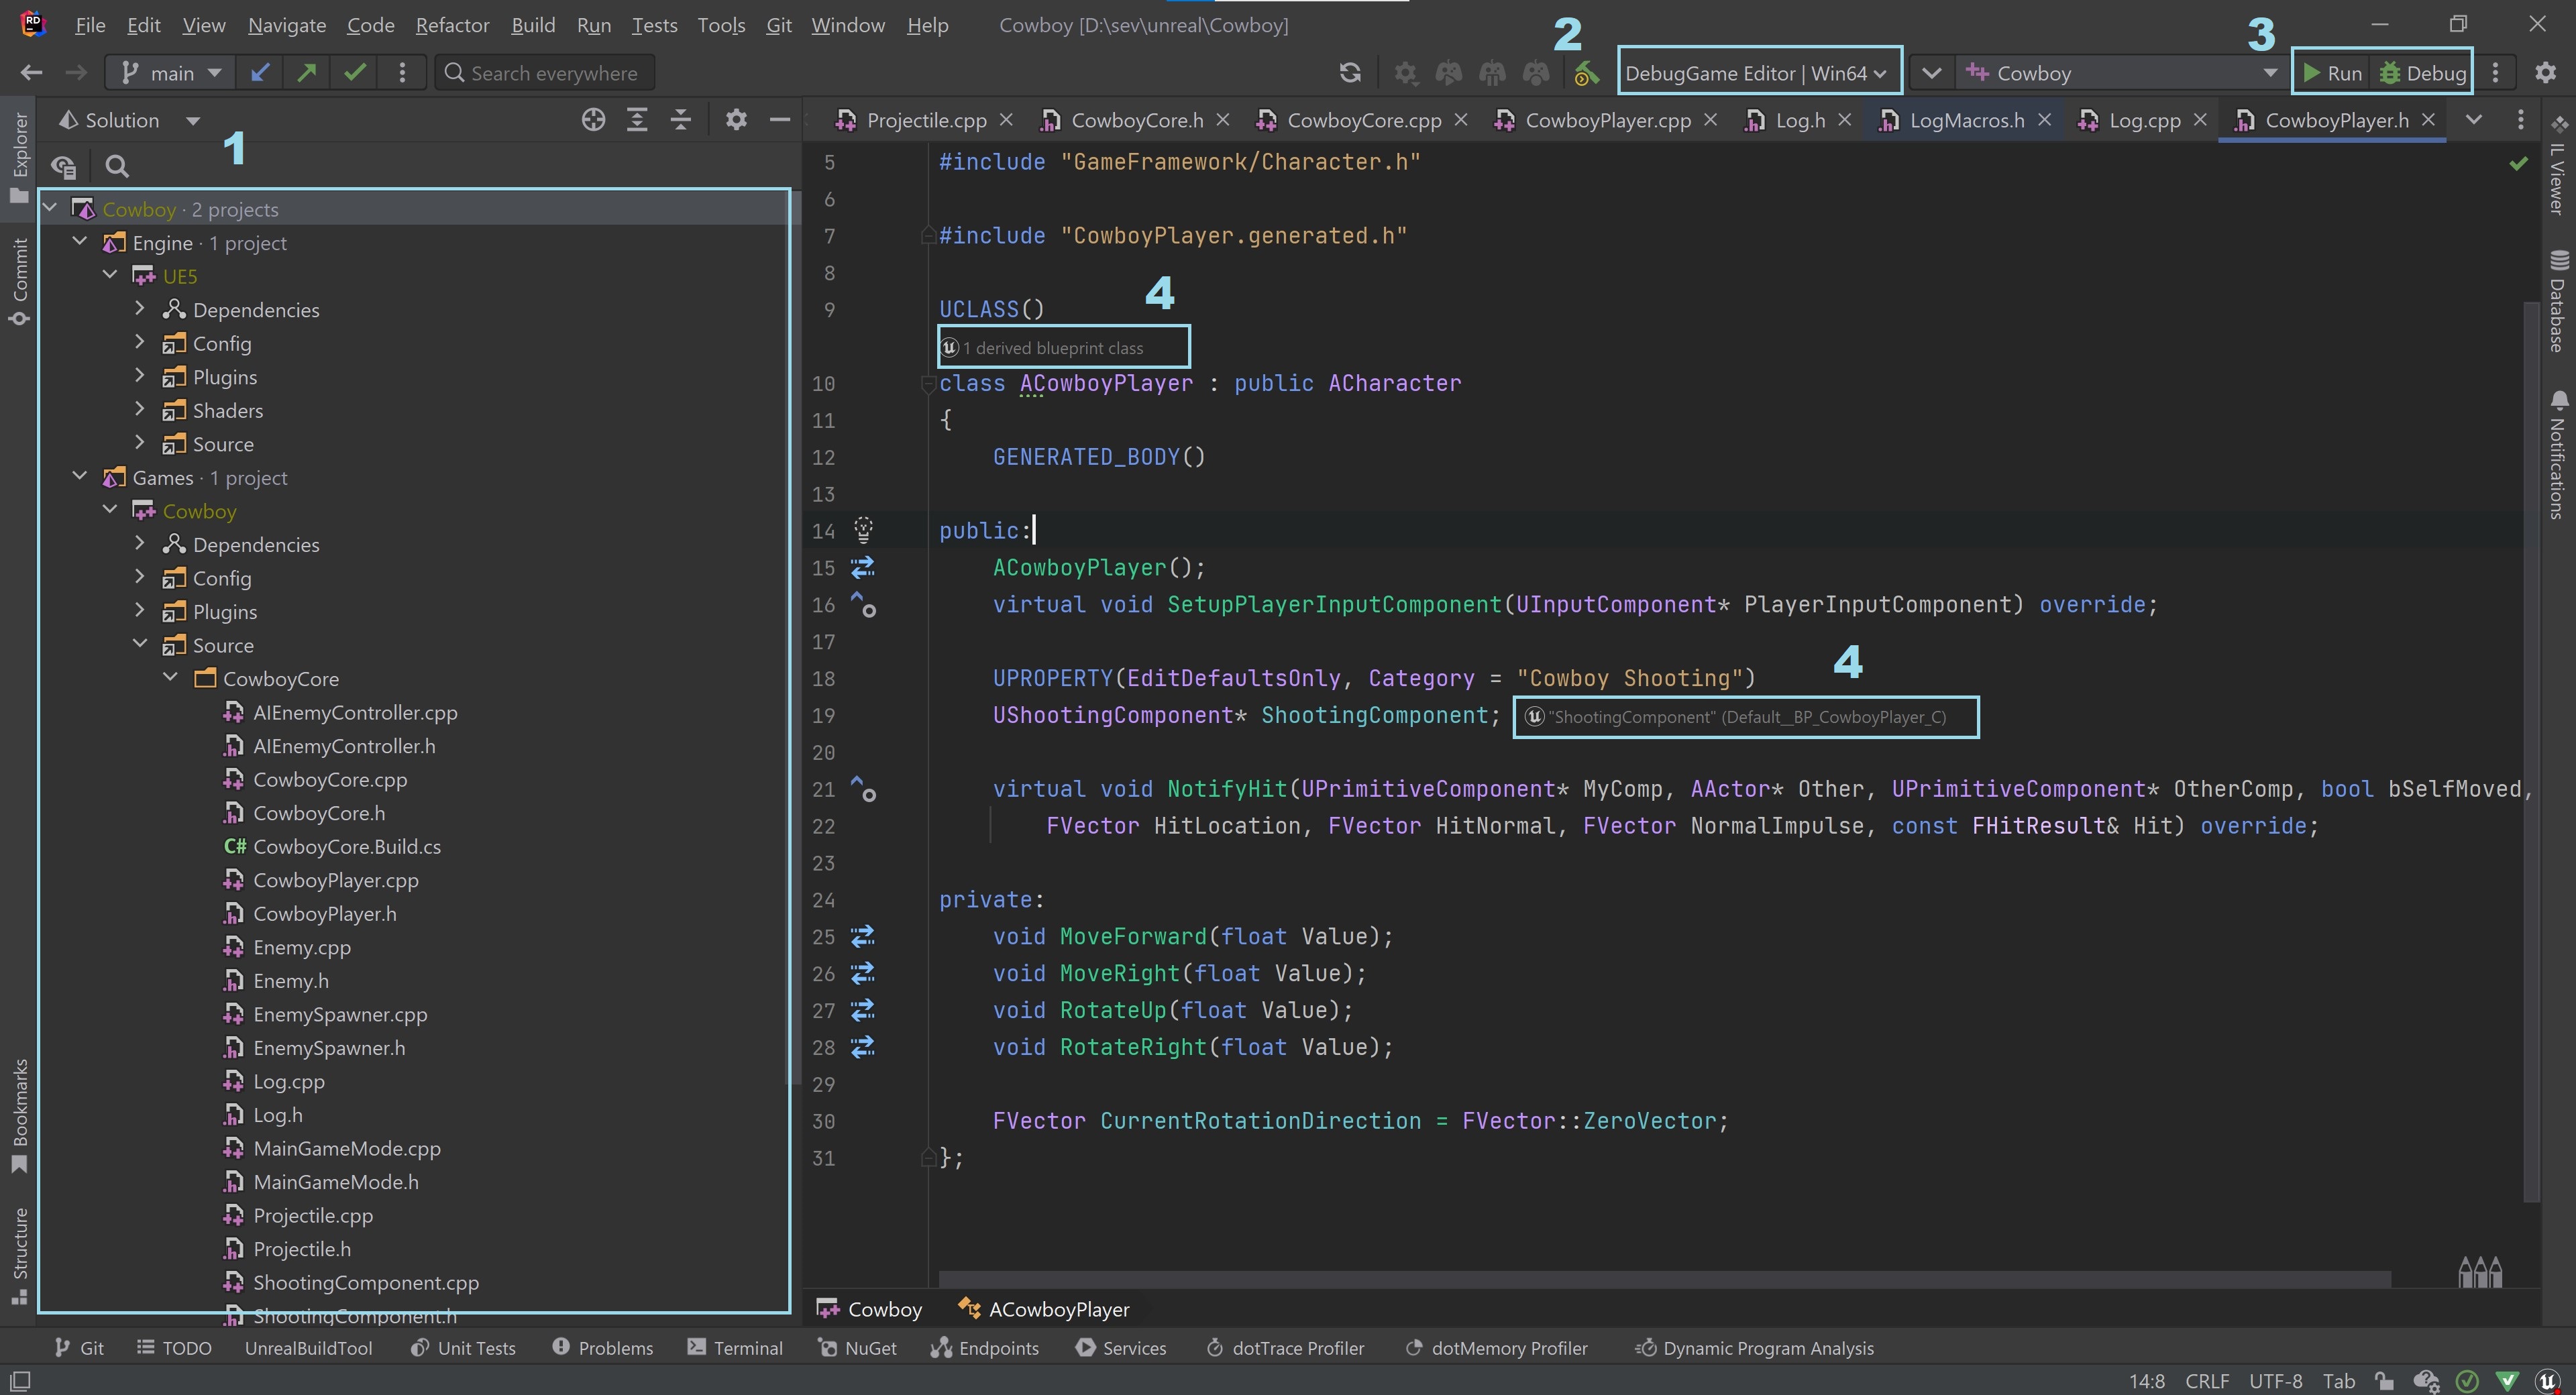 File Edit View Navigate Code Refactor Build Run Tests Tools Git Window Help Cowboy [D:\sev\unreal\Cowboy] 2 3
main Search everywhere DebugGame Editor | Win64 Cowboy Run Debug
Solution
1
Explorer
Commit
Bookmarks
Structure
Cowboy · 2 projects
Engine · 1 project
UE5
Dependencies
Config
Plugins
Shaders
Source
Games · 1 project
Cowboy
Dependencies
Config
Plugins
Source
CowboyCore
AIEnemyController.cpp
AIEnemyController.h
CowboyCore.cpp
CowboyCore.h
C# CowboyCore.Build.cs
CowboyPlayer.cpp
CowboyPlayer.h
Enemy.cpp
Enemy.h
EnemySpawner.cpp
EnemySpawner.h
Log.cpp
Log.h
MainGameMode.cpp
MainGameMode.h
Projectile.cpp
Projectile.h
ShootingComponent.cpp
ShootingComponent.h
Projectile.cpp CowboyCore.h CowboyCore.cpp CowboyPlayer.cpp Log.h LogMacros.h Log.cpp CowboyPlayer.h
5 #include "GameFramework/Character.h"
6
7 #include "CowboyPlayer.generated.h"
8
4
9 UCLASS()
1 derived blueprint class
10 class ACowboyPlayer : public ACharacter
11 {
12 GENERATED_BODY()
13
14 public:
15 ACowboyPlayer();
16 virtual void SetupPlayerInputComponent(UInputComponent* PlayerInputComponent) override;
17
4
18 UPROPERTY(EditDefaultsOnly, Category = "Cowboy Shooting")
19 UShootingComponent* ShootingComponent; "ShootingComponent" (Default__BP_CowboyPlayer_C)
20
21 virtual void NotifyHit(UPrimitiveComponent* MyComp, AActor* Other, UPrimitiveComponent* OtherComp, bool bSelfMoved,
22 FVector HitLocation, FVector HitNormal, FVector NormalImpulse, const FHitResult& Hit) override;
23
24 private:
25 void MoveForward(float Value);
26 void MoveRight(float Value);
27 void RotateUp(float Value);
28 void RotateRight(float Value);
29
30 FVector CurrentRotationDirection = FVector::ZeroVector;
31 };
IL Viewer
Database
Notifications
Cowboy ACowboyPlayer
Git TODO UnrealBuildTool Unit Tests Problems Terminal NuGet Endpoints Services dotTrace Profiler dotMemory Profiler Dynamic Program Analysis
14:8 CRLF UTF-8 Tab